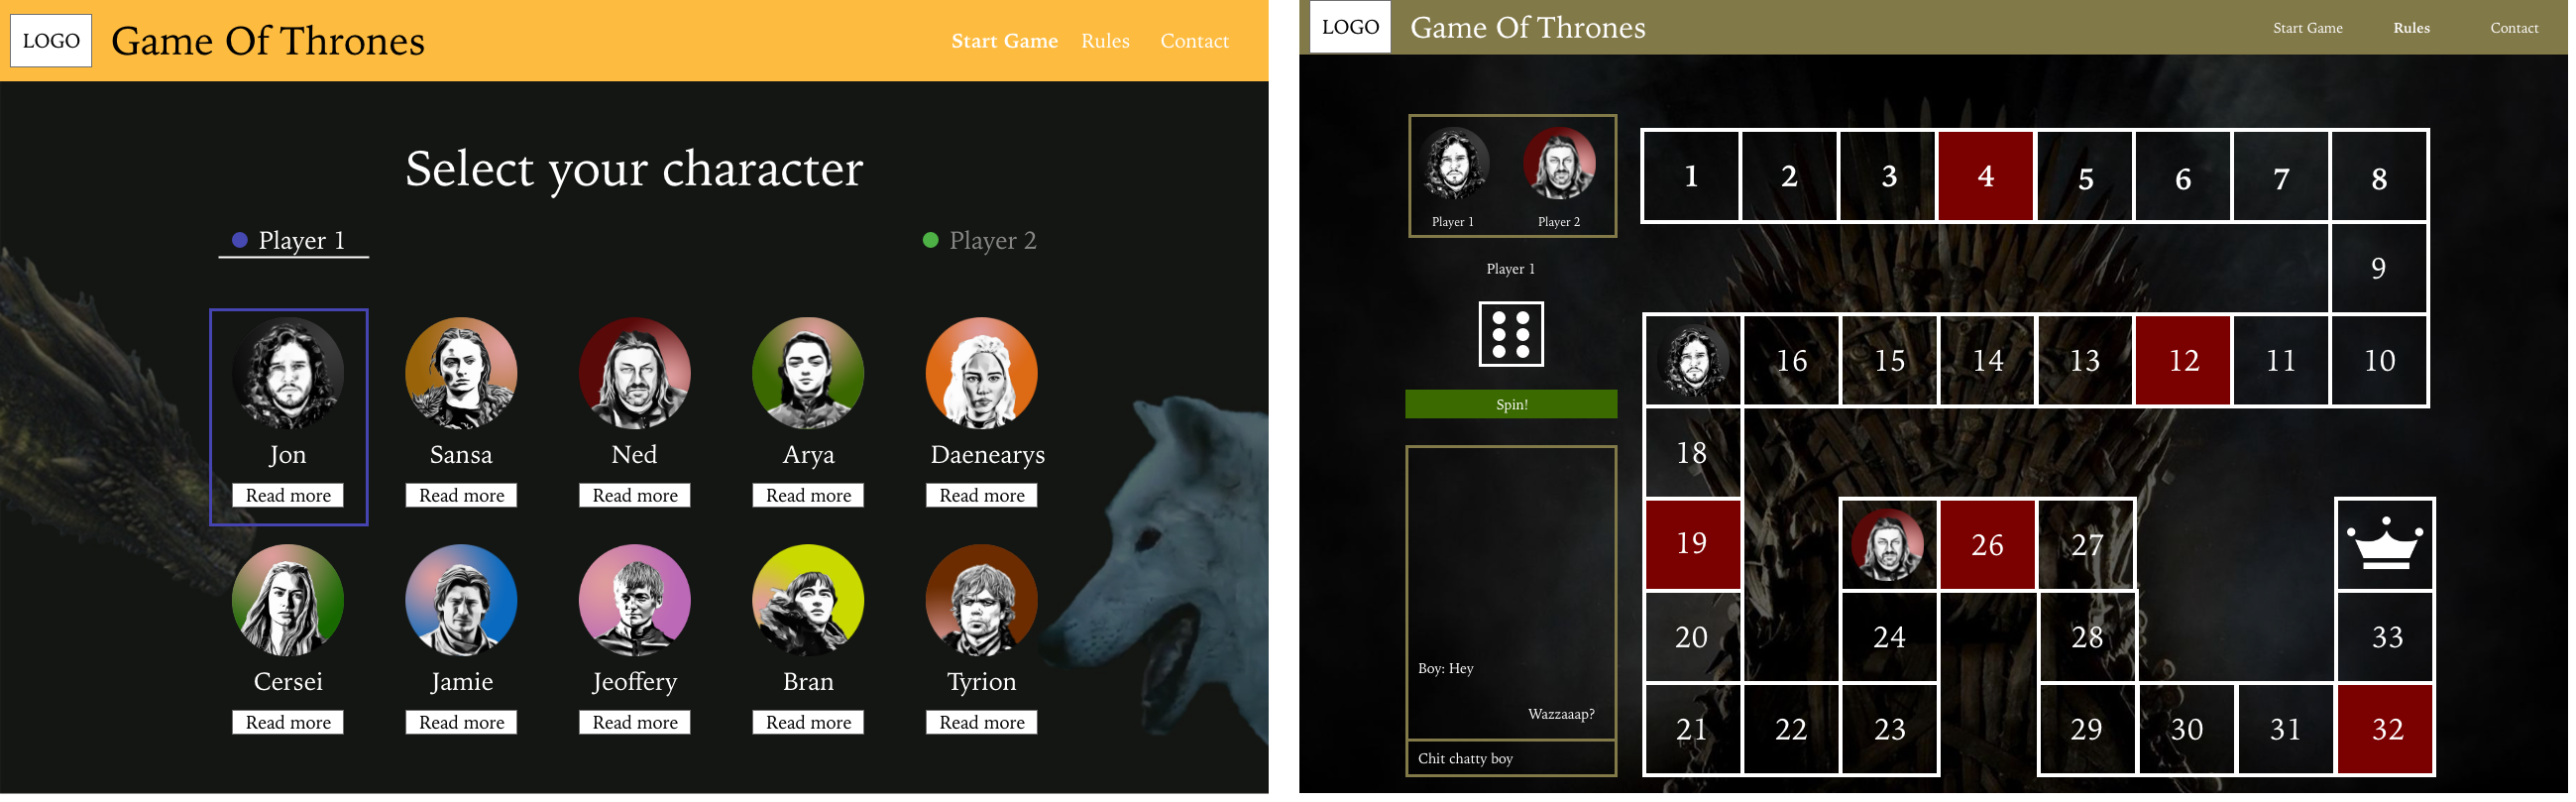 LOGO Game Of Thrones Start Game Rules Contact
Select your character
Player 1 Player 2
Jon Sansa Ned Arya Daenearys
Read more Read more Read more Read more Read more
Cersei Jamie Jeoffery Bran Tyrion
Read more Read more Read more Read more Read more
LOGO Game Of Thrones Start Game Rules Contact
Player 1 Player 2
Player 1
Spin!
Boy: Hey
Wazzaaap?
Chit chatty boy
1 2 3 4 5 6 7 8
9
16 15 14 13 12 11 10
18
19 26 27
20 24 28 33
21 22 23 29 30 31 32